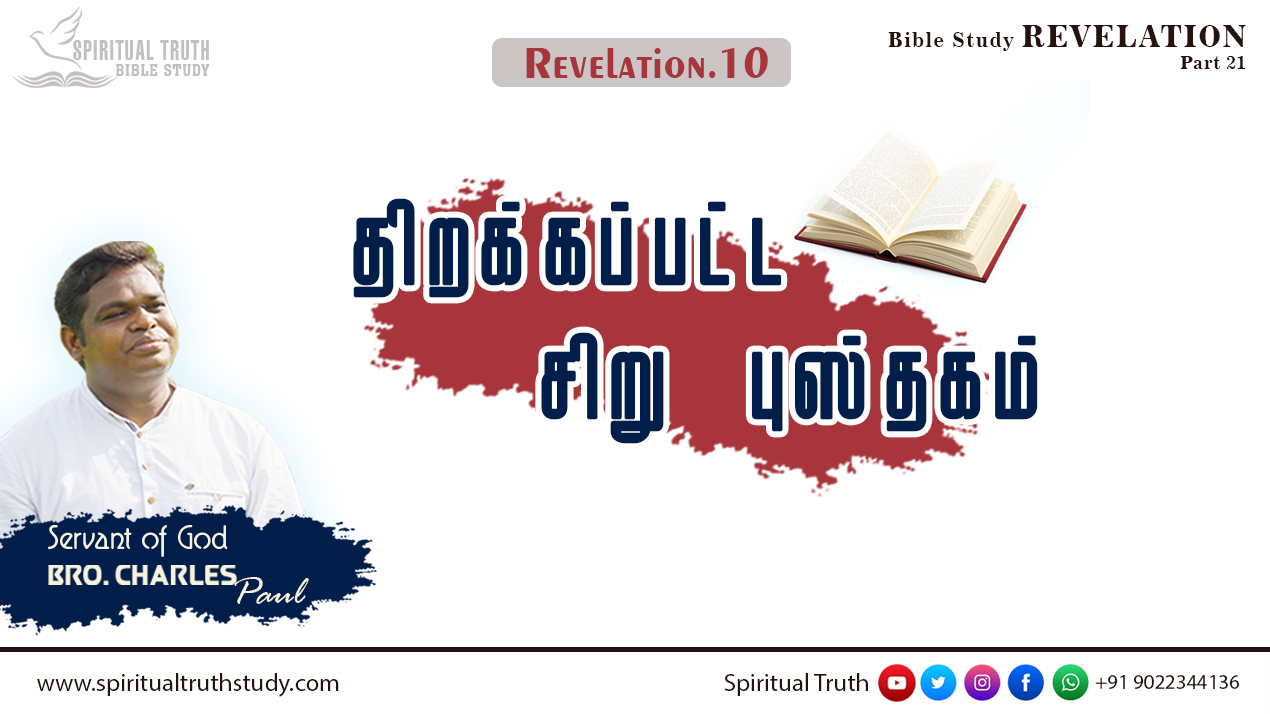 SPIRITUAL TRUTH
BIBLE STUDY
REVELATION.10
Bible Study REVELATION
Part 21
திறக்கப்பட்ட
சிறு புஸ்தகம்
Servant of God
BRO. CHARLES
Paul
www.spiritualtruthstudy.com
Spiritual Truth
+91 9022344136